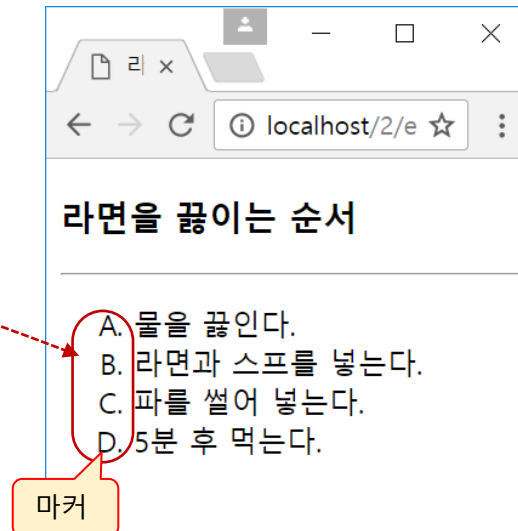 라
localhost/2/e
라면을 끓이는 순서
A. 물을 끓인다.
B. 라면과 스프를 넣는다.
C. 파를 썰어 넣는다.
D. 5분 후 먹는다.
마커